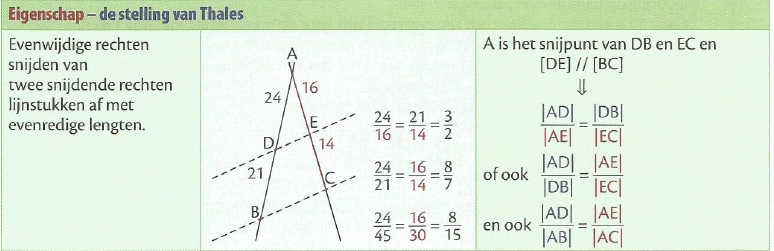 Eigenschap – de stelling van Thales
Evenwijdige rechten
snijden van
twee snijdende rechten
lijnstukken af met
evenredige lengten.
A
24
16
D
E
21
14
B
C
24/16 = 21/14 = 3/2
24/21 = 16/14 = 8/7
24/45 = 16/30 = 8/15
A is het snijpunt van DB en EC en
[DE] // [BC]
⇓
|AD|/|AE| = |DB|/|EC|
of ook |AD|/|DB| = |AE|/|EC|
en ook |AD|/|AB| = |AE|/|AC|